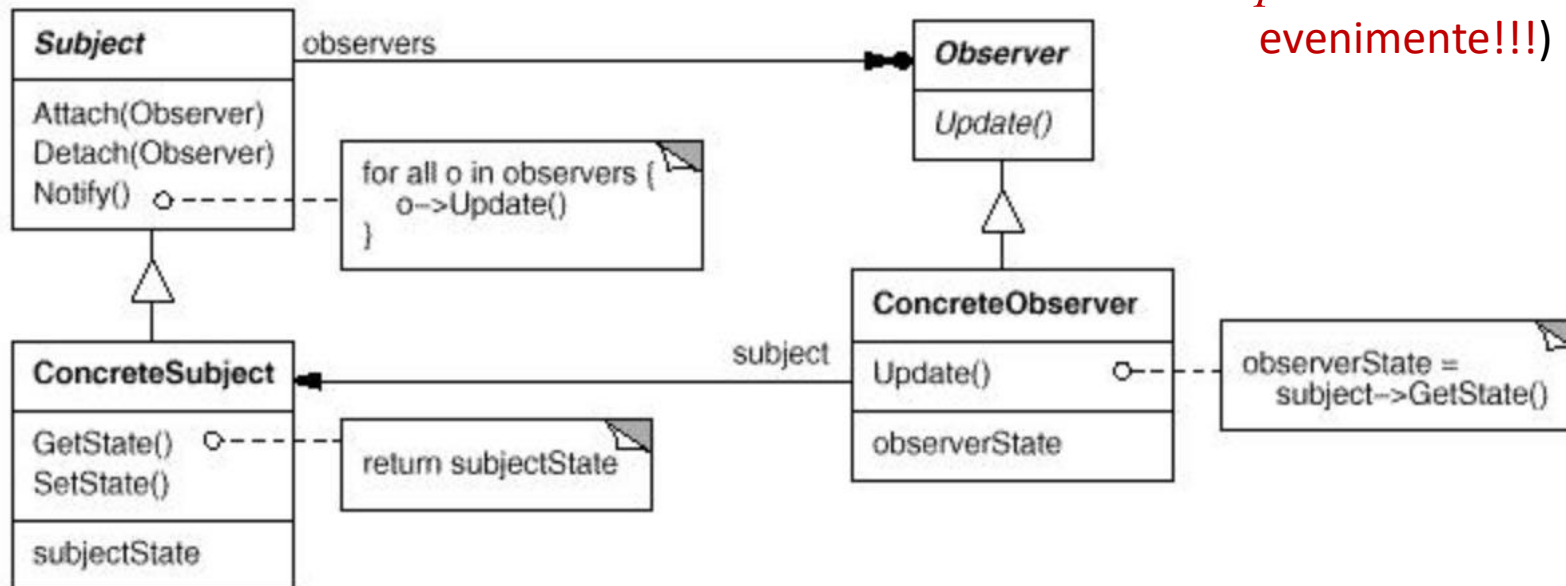 evenimente!!!)
Subject
observers
Observer
Attach(Observer)
Detach(Observer)
Notify()
Update()
for all o in observers {
o->Update()
}
ConcreteSubject
subject
ConcreteObserver
GetState()
SetState()
return subjectState
Update()
observerState =
subject->GetState()
subjectState
observerState